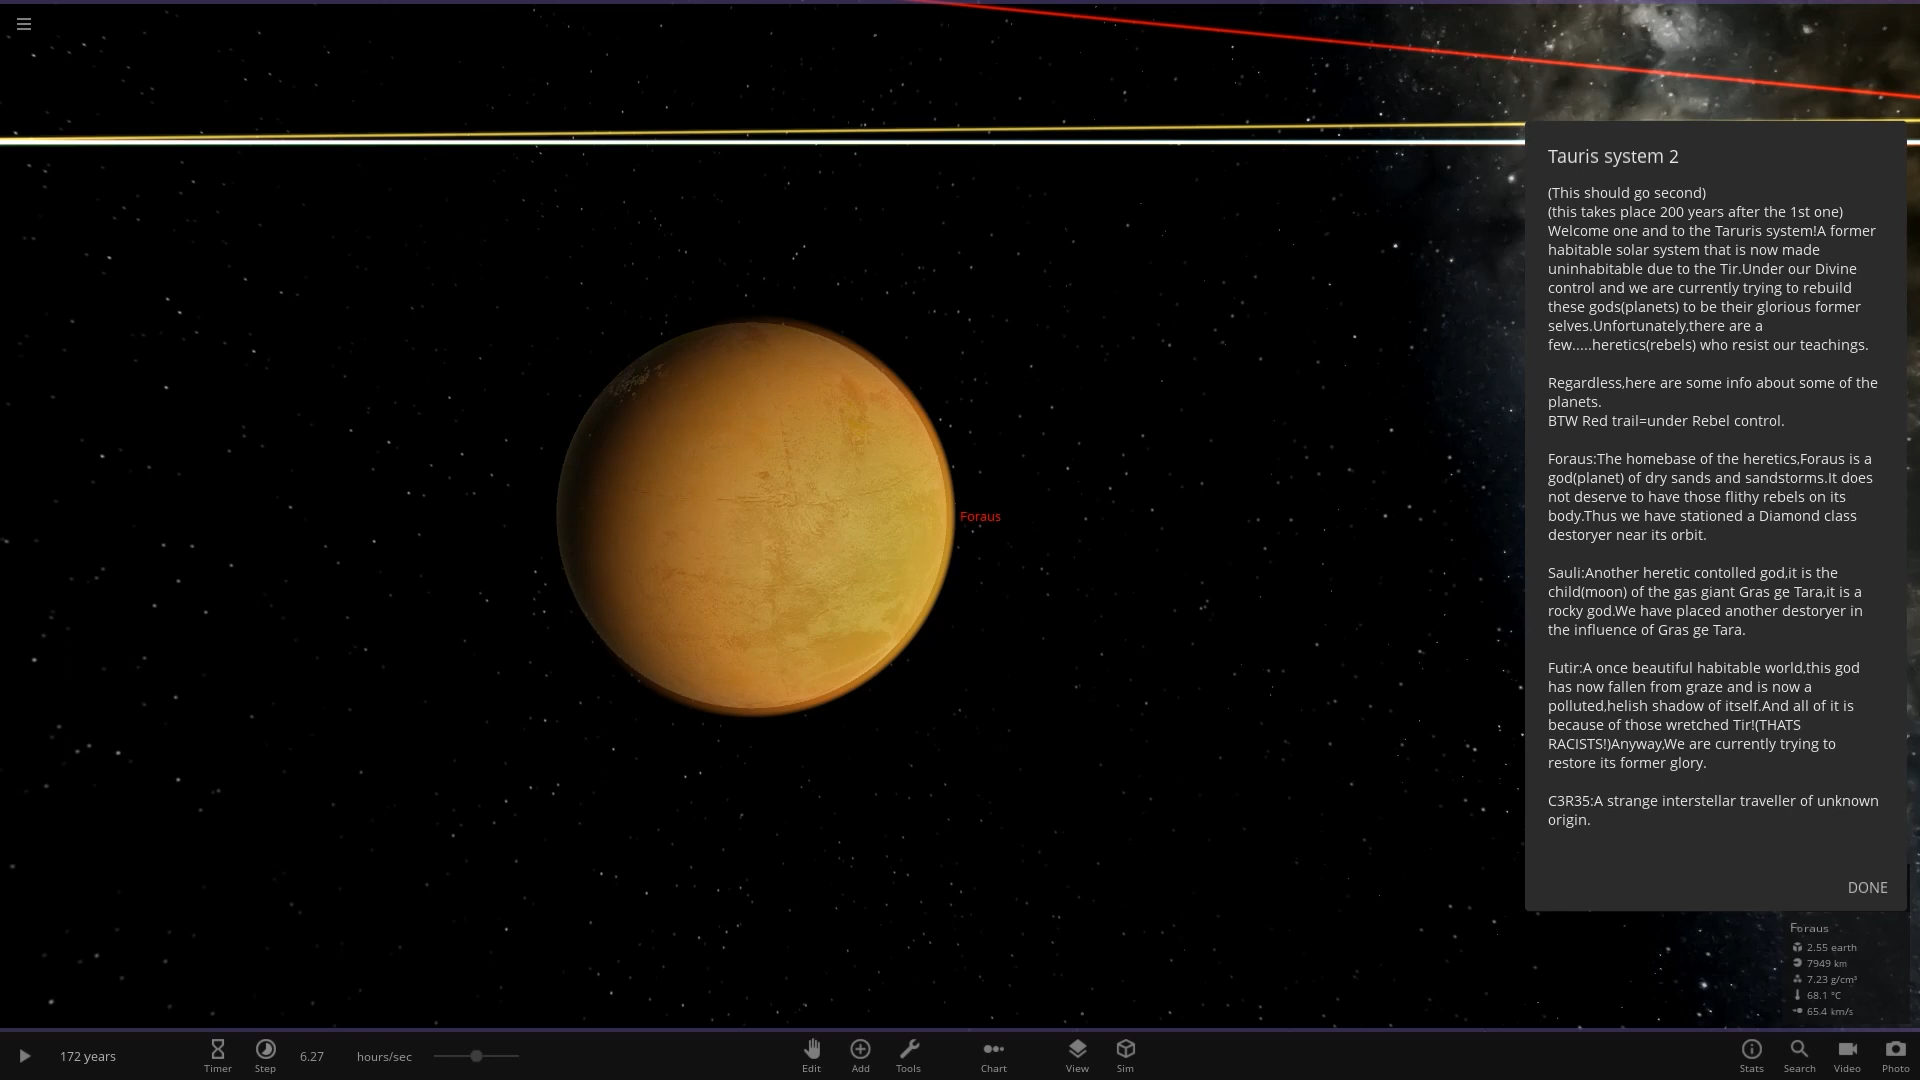 Tauris system 2
(This should go second)
(this takes place 200 years after the 1st one)
Welcome one and to the Taruris system!A former
habitable solar system that is now made
uninhabitable due to the Tir.Under our Divine
control and we are currently trying to rebuild
these gods(planets) to be their glorious former
selves.Unfortunately,there are a
few.....heretics(rebels) who resist our teachings.
Regardless,here are some info about some of the
planets.
BTW Red trail=under Rebel control.
Foraus:The homebase of the heretics,Foraus is a
god(planet) of dry sands and sandstorms.It does
not deserve to have those flithy rebels on its
body.Thus we have stationed a Diamond class
destoryer near its orbit.
Sauli:Another heretic contolled god,it is the
child(moon) of the gas giant Gras ge Tara,it is a
rocky god.We have placed another destoryer in
the influence of Gras ge Tara.
Futir:A once beautiful habitable world,this god
has now fallen from graze and is now a
polluted,helish shadow of itself.And all of it is
because of those wretched Tir!(THATS
RACISTS!)Anyway,We are currently trying to
restore its former glory.
C3R35:A strange interstellar traveller of unknown
origin.
DONE
Foraus
Foraus
2.55 earth
7949 km
7.23 g/cm³
68.1 °C
65.4 km/s
172 years
Timer
Step
6.27
hours/sec
Edit
Add
Tools
Chart
View
Sim
Stats
Search
Video
Photo